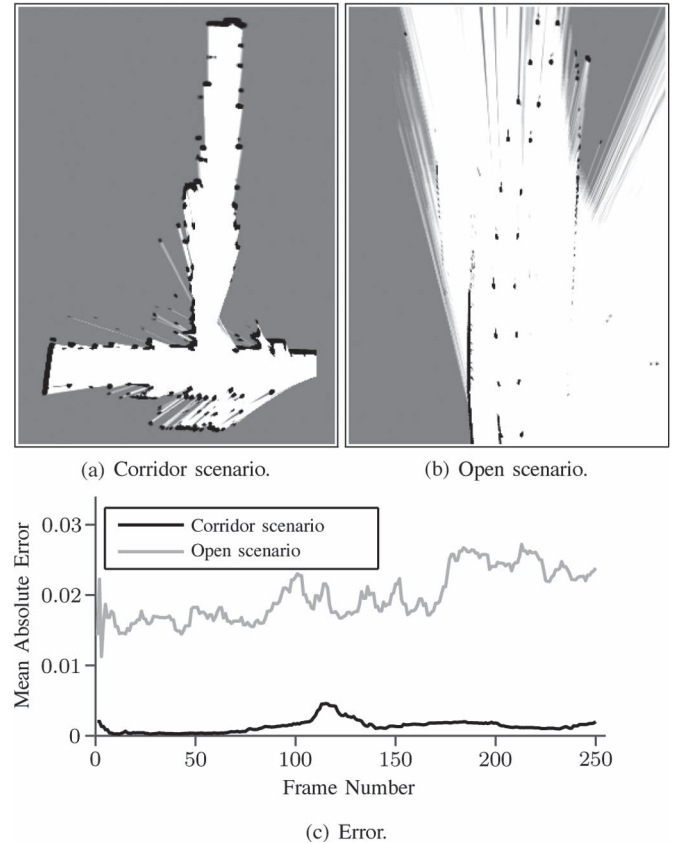 (a) Corridor scenario.
(b) Open scenario.
Mean Absolute Error
0.03
0.02
0.01
0
Corridor scenario
Open scenario
0 50 100 150 200 250
Frame Number
(c) Error.